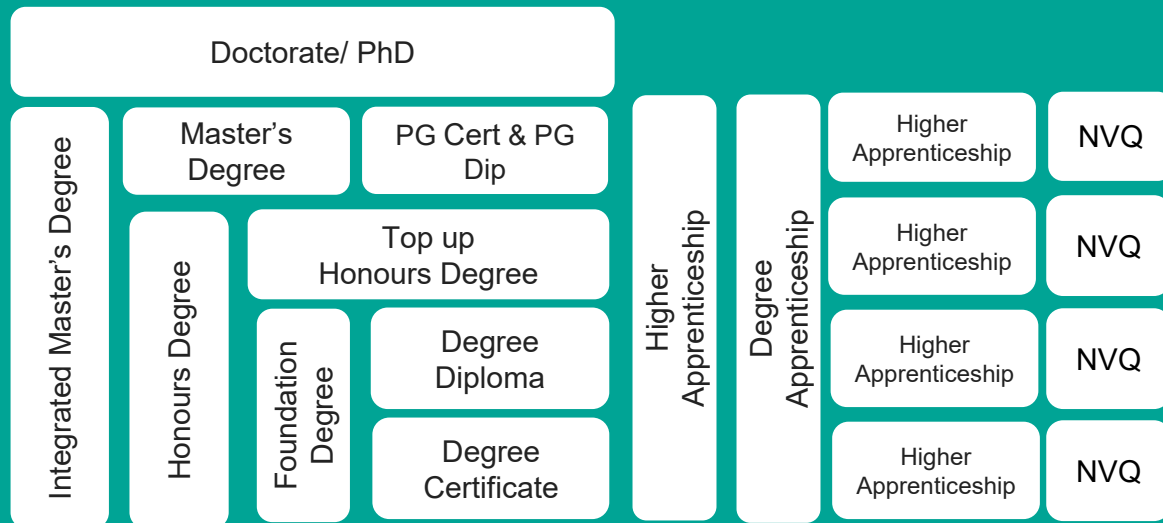 Doctorate/ PhD
Integrated Master's Degree
Master's
Degree
PG Cert & PG
Dip
Honours Degree
Top up
Honours Degree
Foundation
Degree
Degree
Diploma
Degree
Certificate
Higher
Apprenticeship
Degree
Apprenticeship
Higher
Apprenticeship
NVQ
Higher
Apprenticeship
NVQ
Higher
Apprenticeship
NVQ
Higher
Apprenticeship
NVQ